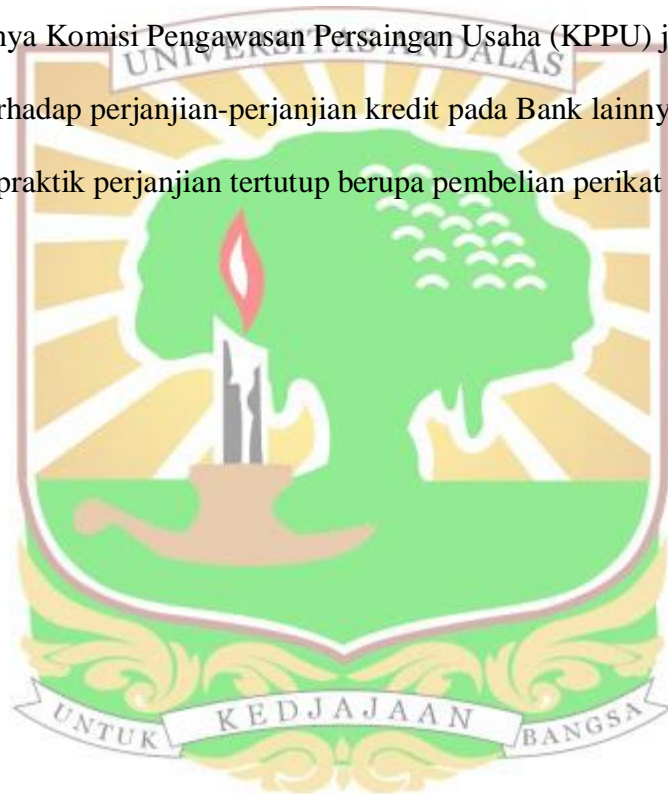 nya Komisi Pengawasan Persaingan Usaha (KPPU) j
UNIVERSITAS ANDALAS
rhadap perjanjian-perjanjian kredit pada Bank lainny
praktik perjanjian tertutup berupa pembelian perikat
UNTUK KEDJAJAAN BANGSA